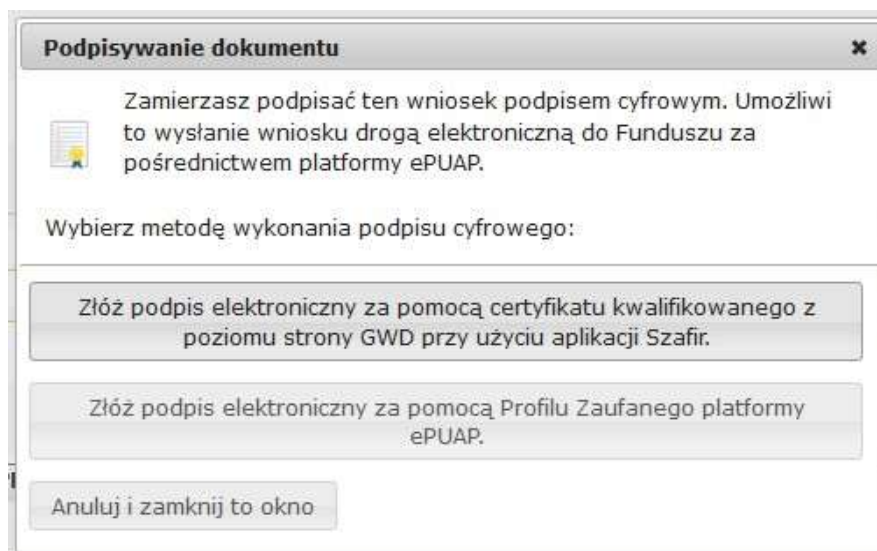 Podpisywanie dokumentu
Zamierzasz podpisać ten wniosek podpisem cyfrowym. Umożliwi
to wysłanie wniosku drogą elektroniczną do Funduszu za
pośrednictwem platformy ePUAP.
Wybierz metodę wykonania podpisu cyfrowego:
Złóż podpis elektroniczny za pomocą certyfikatu kwalifikowanego z
poziomu strony GWD przy użyciu aplikacji Szafir.
Złóż podpis elektroniczny za pomocą Profilu Zaufanego platformy
ePUAP.
Anuluj i zamknij to okno